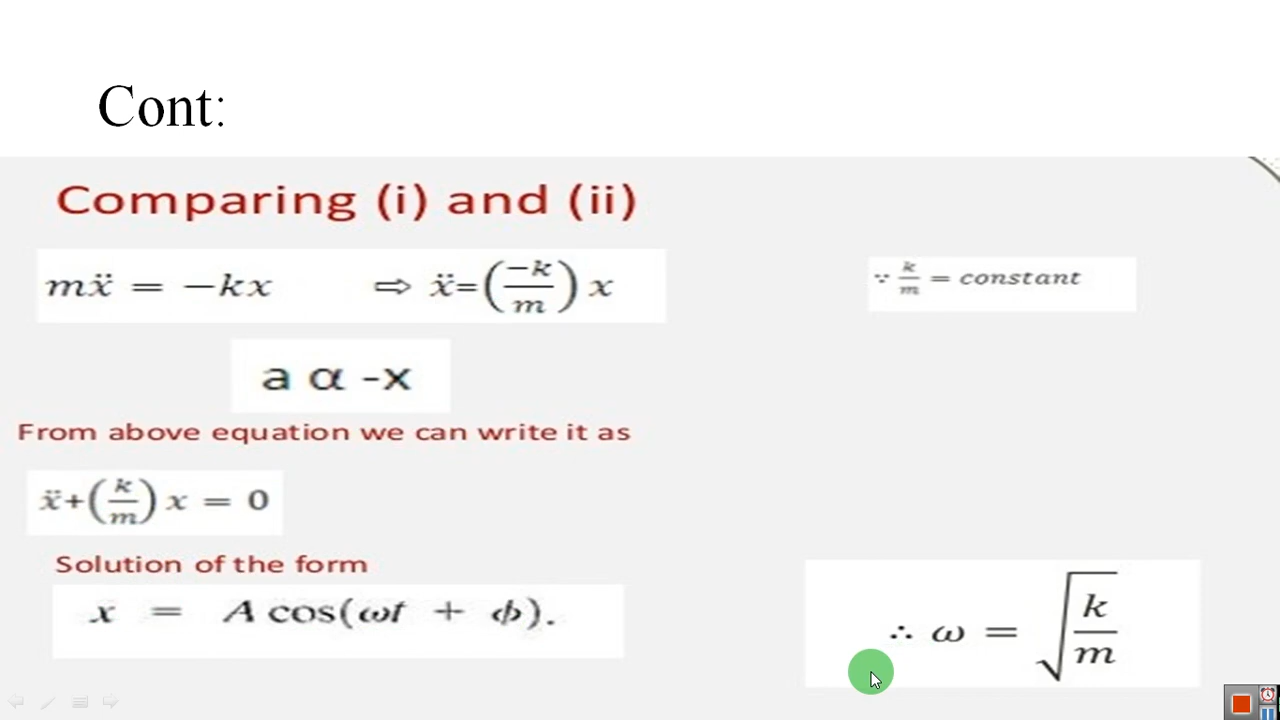 Cont:
Comparing (i) and (ii)
mẍ = −kx ⇨ ẍ=(−k/m) x ∵ k/m = constant
a α -x
From above equation we can write it as
ẍ+(k/m) x = 0
Solution of the form
x = A cos(ωt + ϕ).
∴ ω = √(k/m)